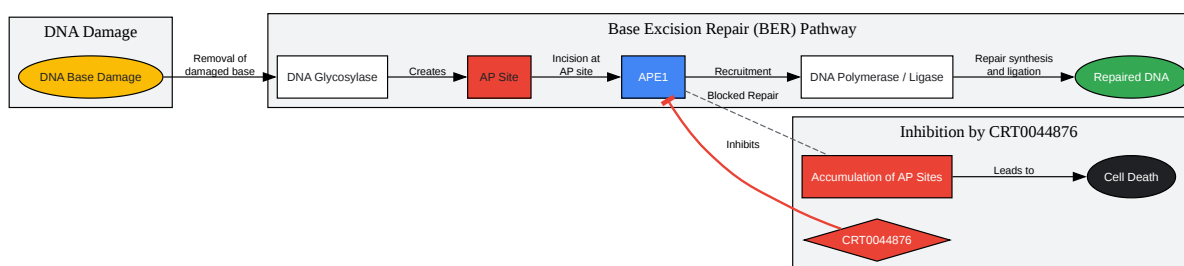 DNA Damage
Base Excision Repair (BER) Pathway
DNA Base Damage
Removal of
damaged base
DNA Glycosylase
Creates
AP Site
Incision at
AP site
APE1
Recruitment
DNA Polymerase / Ligase
Repair synthesis
and ligation
Repaired DNA
Blocked Repair
Inhibits
Inhibition by CRT0044876
Accumulation of AP Sites
Leads to
Cell Death
CRT0044876